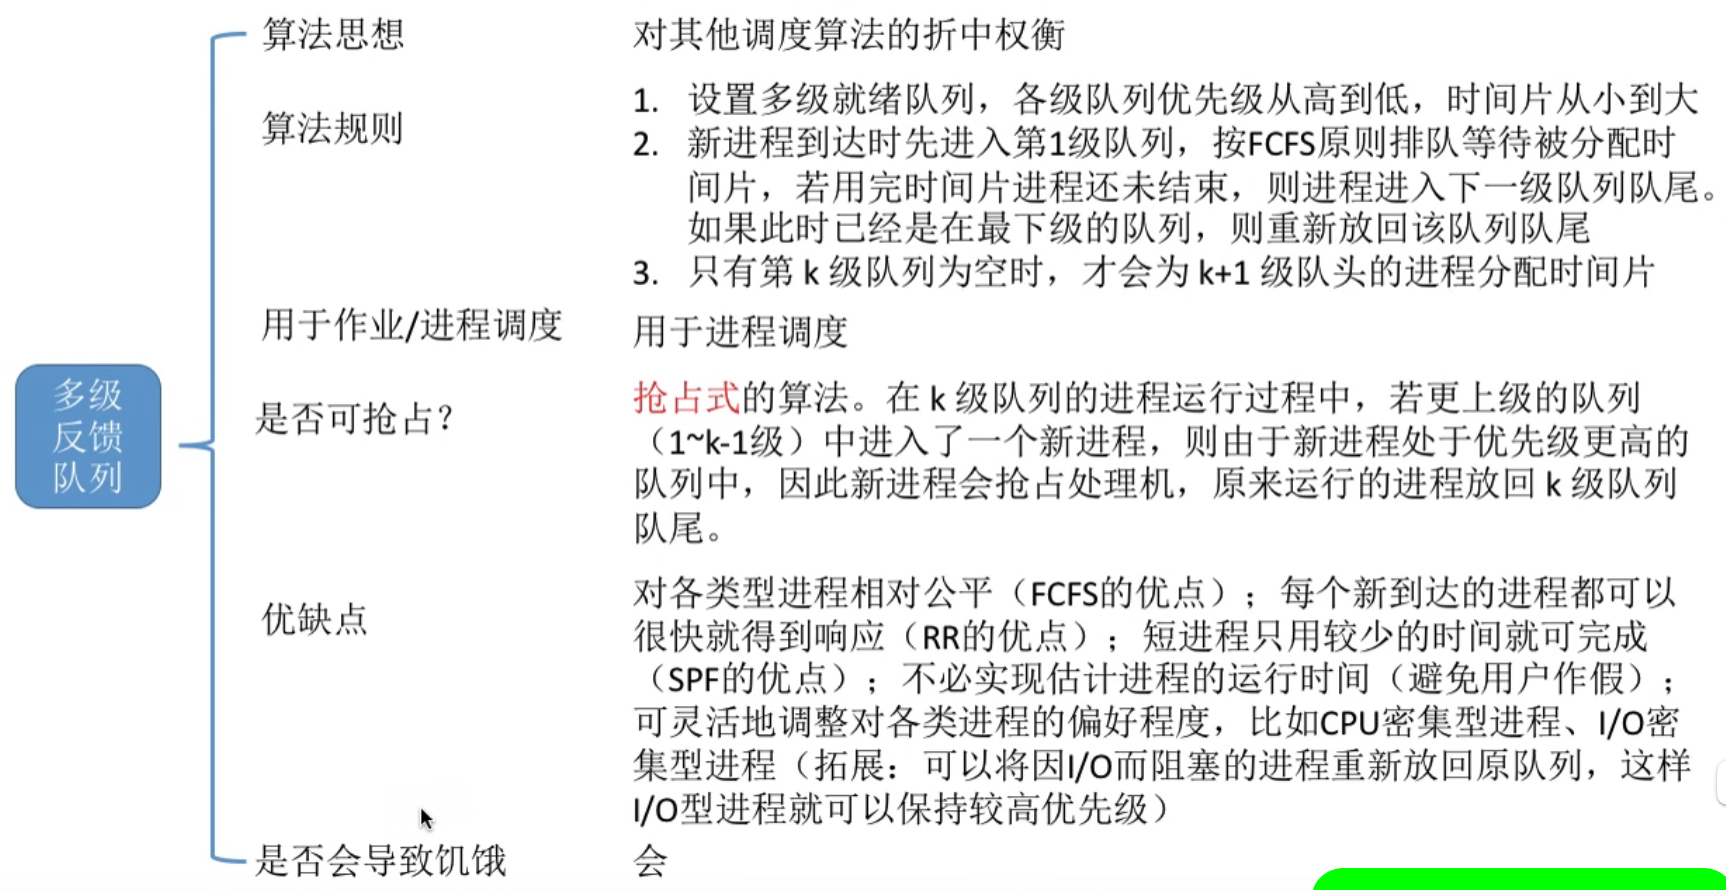 算法思想
对其他调度算法的折中权衡
算法规则
1. 设置多级就绪队列，各级队列优先级从高到低，时间片从小到大
2. 新进程到达时先进入第1级队列，按FCFS原则排队等待被分配时
间片，若用完时间片进程还未结束，则进程进入下一级队列队尾。
如果此时已经是在最下级的队列，则重新放回该队列队尾
3. 只有第 k 级队列为空时，才会为 k+1 级队头的进程分配时间片
用于作业/进程调度
用于进程调度
多级
反馈
队列
是否可抢占？
抢占式的算法。在 k 级队列的进程运行过程中，若更上级的队列
（1~k-1级）中进入了一个新进程，则由于新进程处于优先级更高的
队列中，因此新进程会抢占处理机，原来运行的进程放回 k 级队列
队尾。
优缺点
对各类型进程相对公平（FCFS的优点）；每个新到达的进程都可以
很快就得到响应（RR的优点）；短进程只用较少的时间就可完成
（SPF的优点）；不必实现估计进程的运行时间（避免用户作假）；
可灵活地调整对各类进程的偏好程度，比如CPU密集型进程、I/O密
集型进程（拓展：可以将因I/O而阻塞的进程重新放回原队列，这样
I/O型进程就可以保持较高优先级）
是否会导致饥饿
会